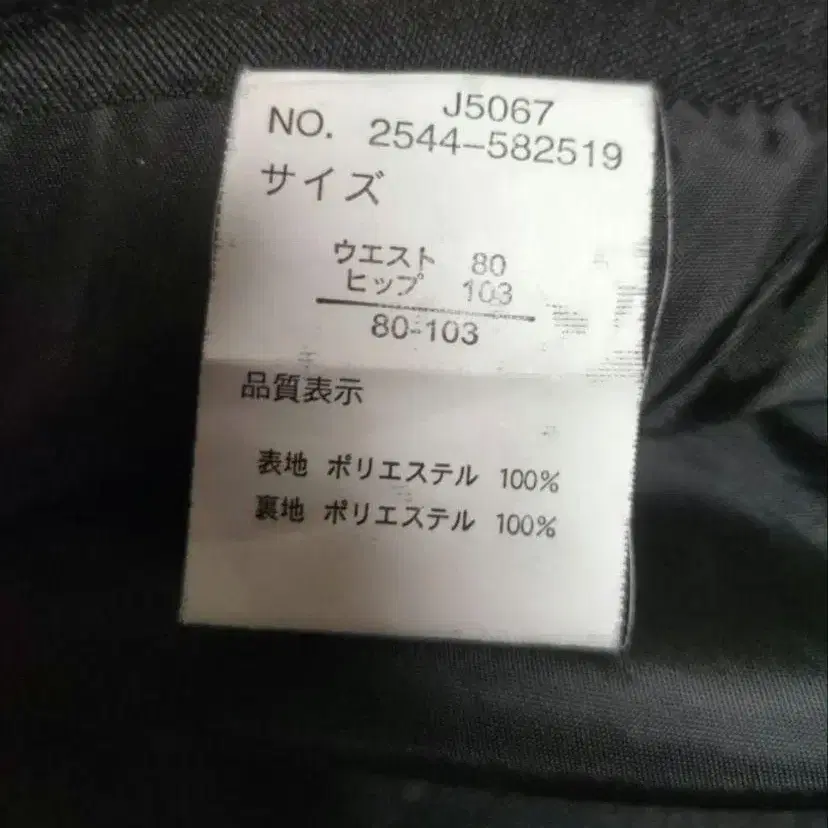 J5067
NO. 2544-582519
サイズ
ウエスト 80
ヒップ 103
80-103
品質表示
表地 ポリエステル 100%
裏地 ポリエステル 100%